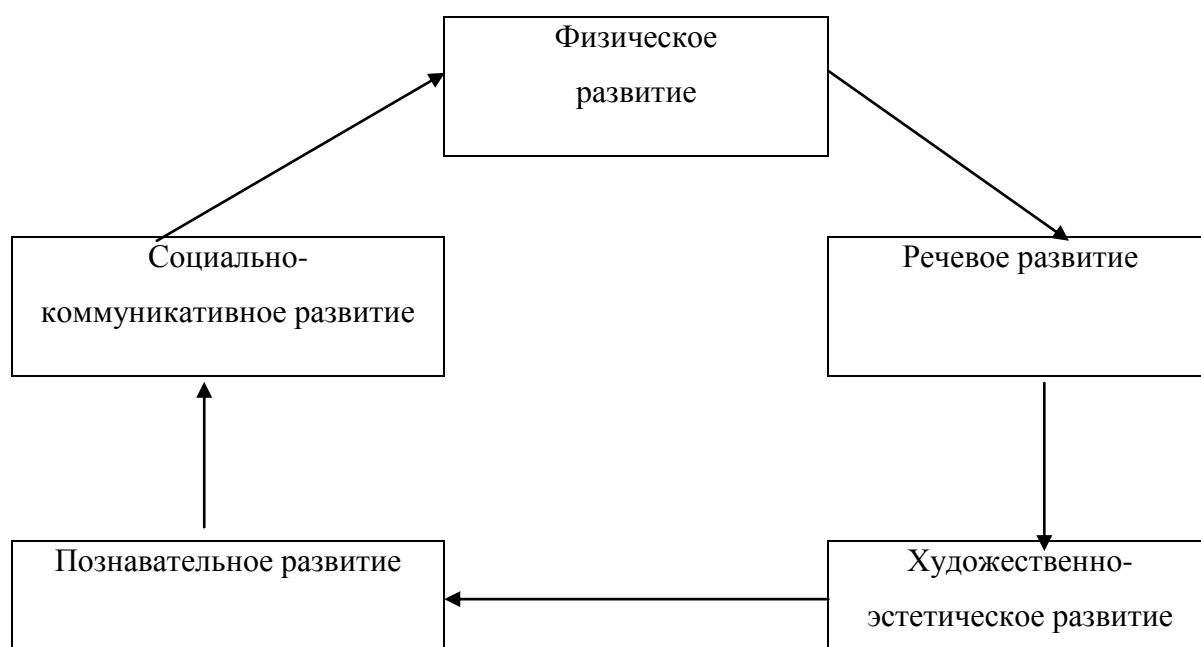 Физическое
развитие
Социально-
коммуникативное развитие
Речевое развитие
Познавательное развитие
Художественно-
эстетическое развитие